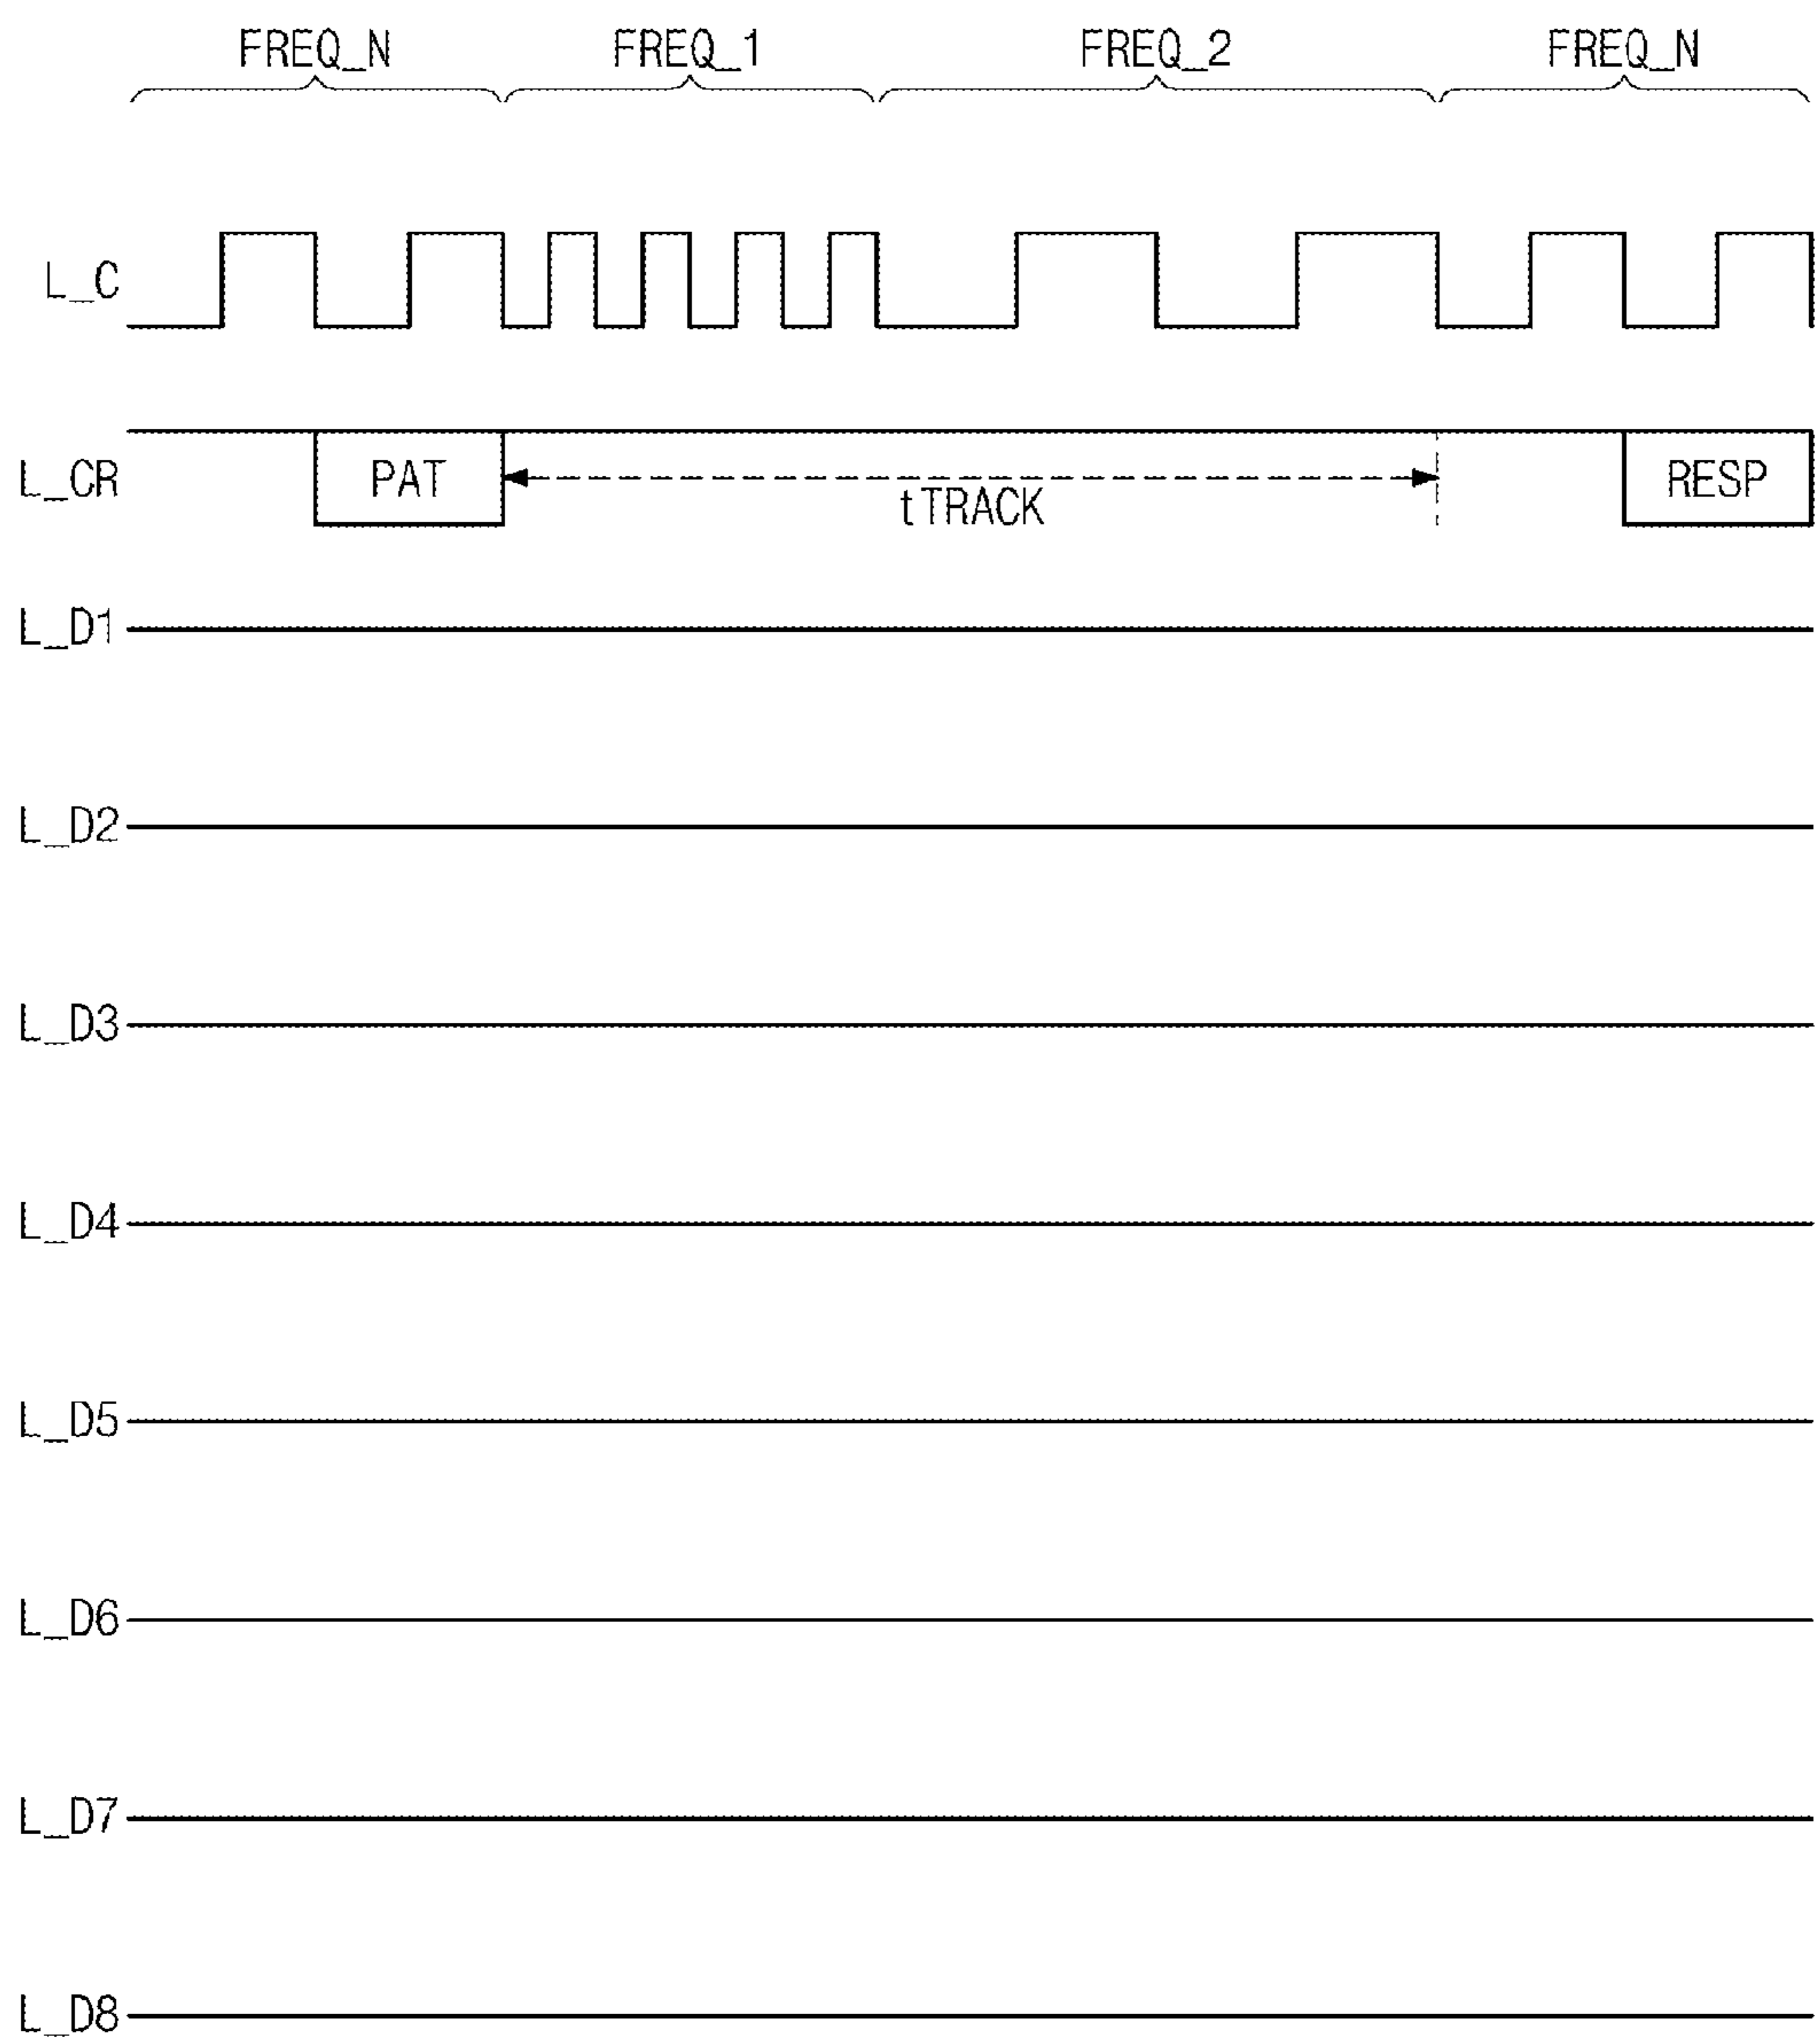 FREQ_N FREQ_1 FREQ_2 FREQ_N
L_C
L_CR PAT tTRACK RESP
L_D1
L_D2
L_D3
L_D4
L_D5
L_D6
L_D7
L_D8